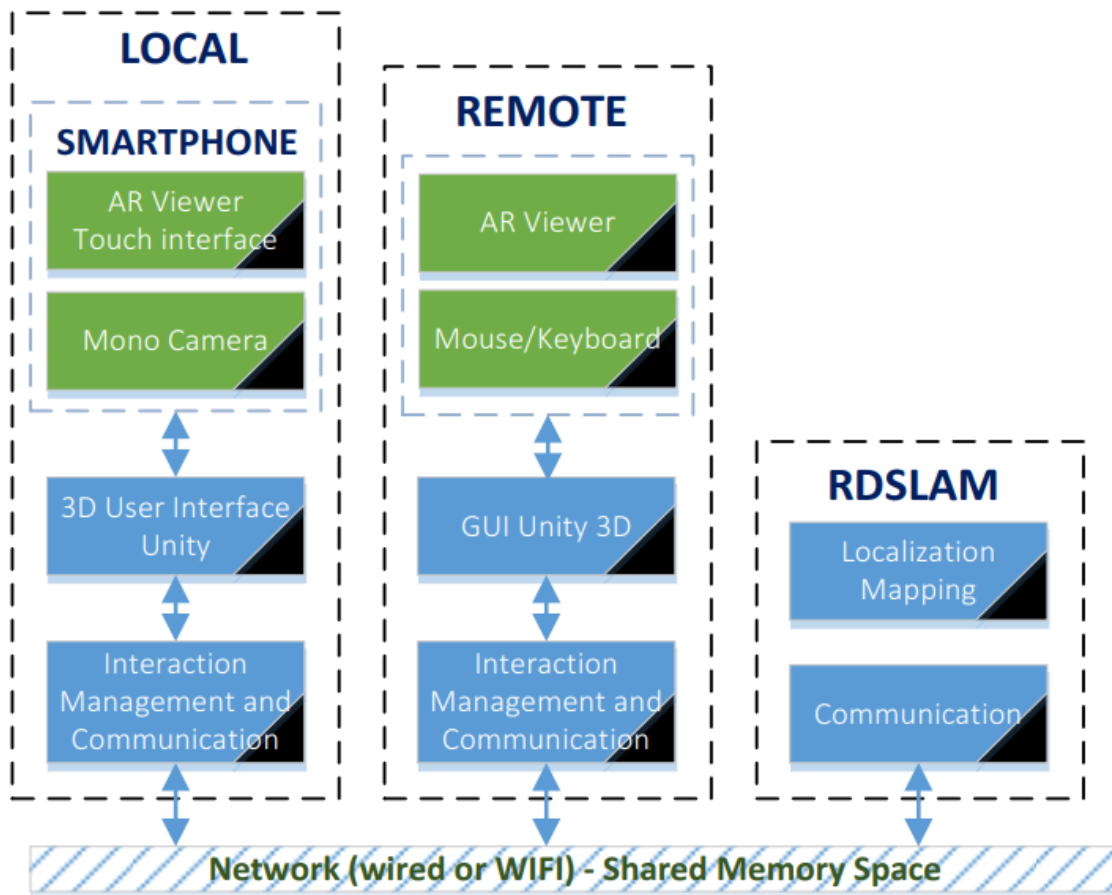 LOCAL
SMARTPHONE
AR Viewer
Touch interface
Mono Camera
3D User Interface
Unity
Interaction
Management and
Communication
REMOTE
AR Viewer
Mouse/Keyboard
GUI Unity 3D
Interaction
Management and
Communication
RDSLAM
Localization
Mapping
Communication
Network (wired or WIFI) - Shared Memory Space